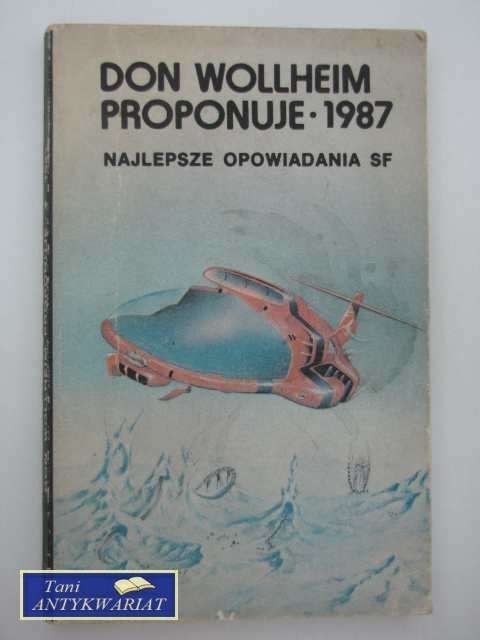 DON WOLLHEIM
PROPONUJE • 1987
NAJLEPSZE OPOWIADANIA SF
Tani
ANTYKWARIAT